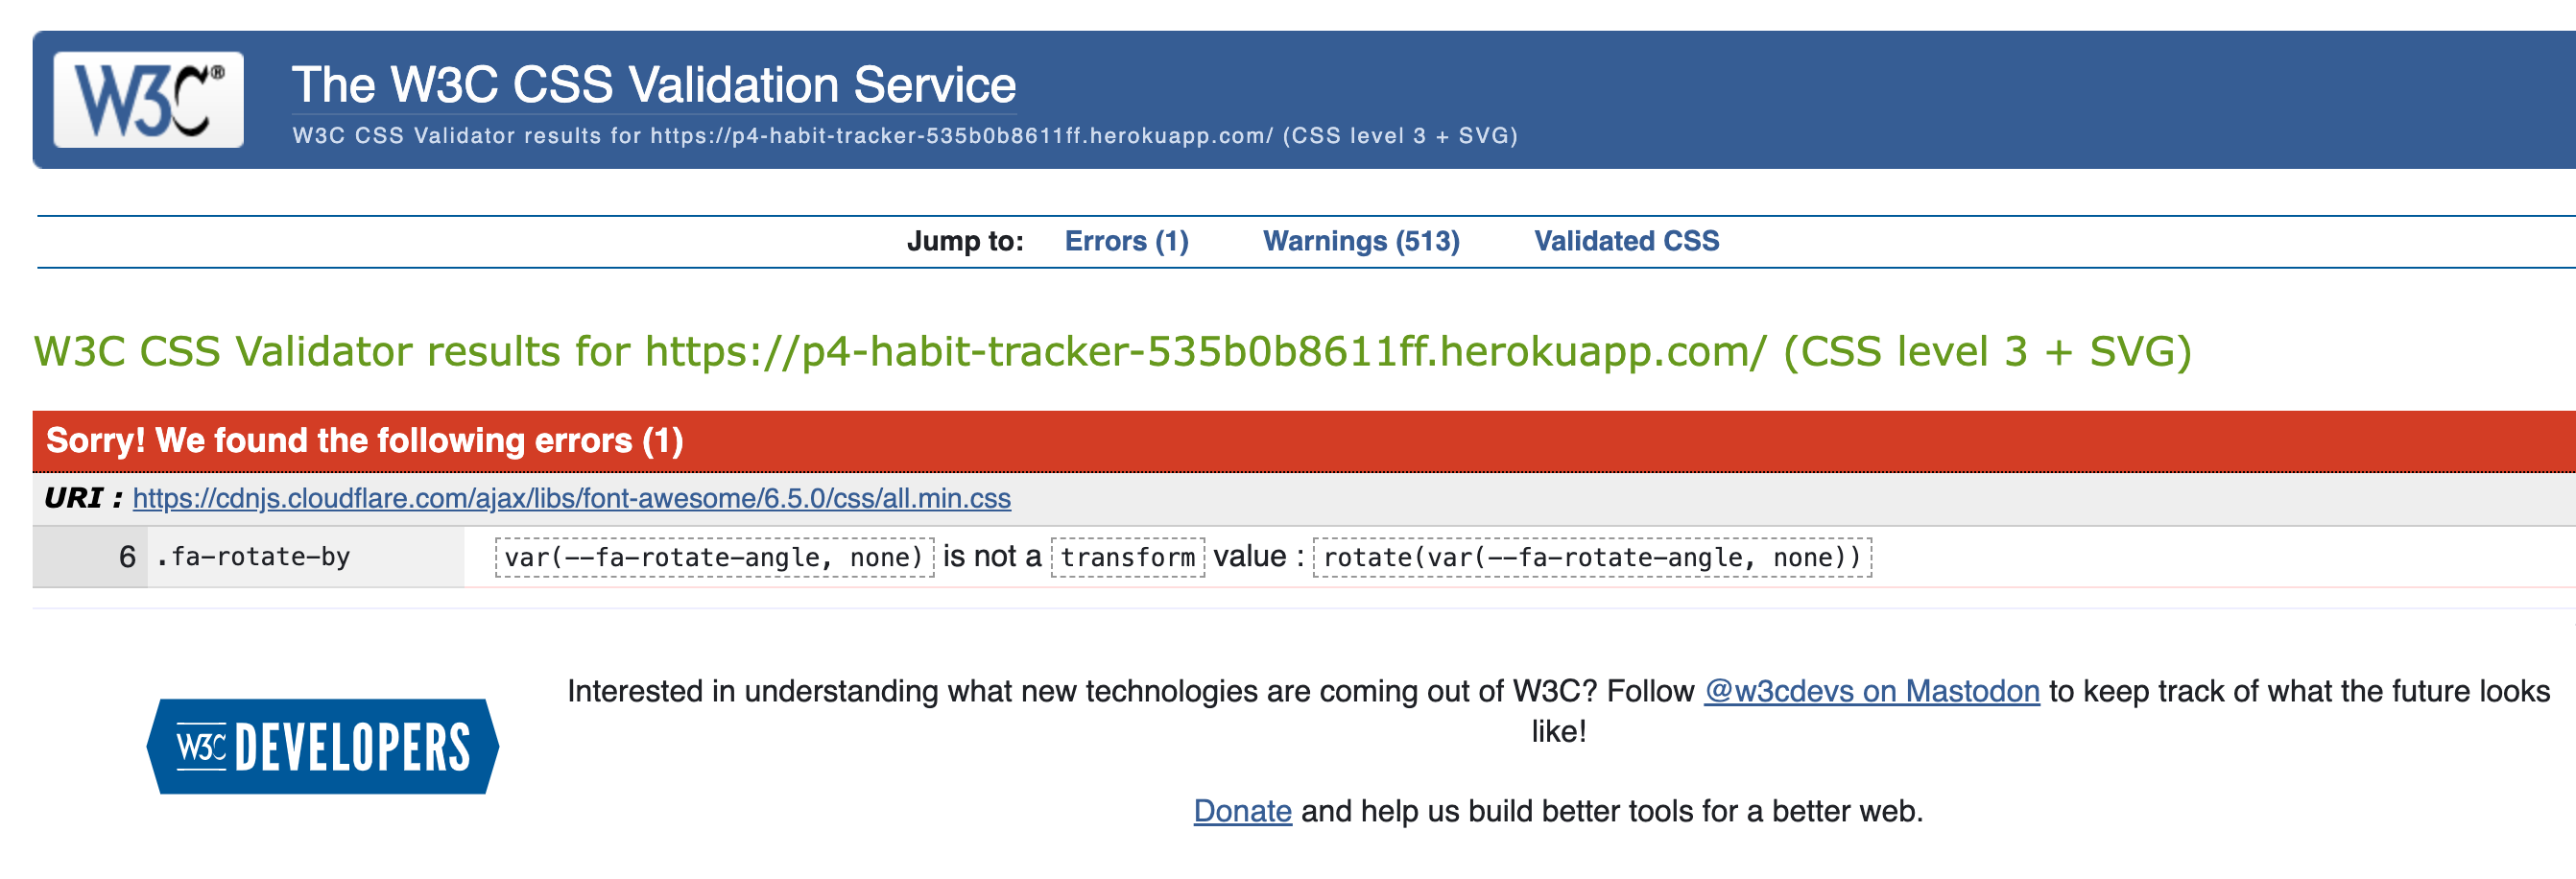 W3C®
The W3C CSS Validation Service
W3C CSS Validator results for https://p4-habit-tracker-535b0b8611ff.herokuapp.com/ (CSS level 3 + SVG)
Jump to: Errors (1) Warnings (513) Validated CSS
W3C CSS Validator results for https://p4-habit-tracker-535b0b8611ff.herokuapp.com/ (CSS level 3 + SVG)
Sorry! We found the following errors (1)
URI : https://cdnjs.cloudflare.com/ajax/libs/font-awesome/6.5.0/css/all.min.css
6 .fa-rotate-by var(--fa-rotate-angle, none) is not a transform value : rotate(var(--fa-rotate-angle, none))
Interested in understanding what new technologies are coming out of W3C? Follow @w3cdevs on Mastodon to keep track of what the future looks
like!
W3C DEVELOPERS
Donate and help us build better tools for a better web.